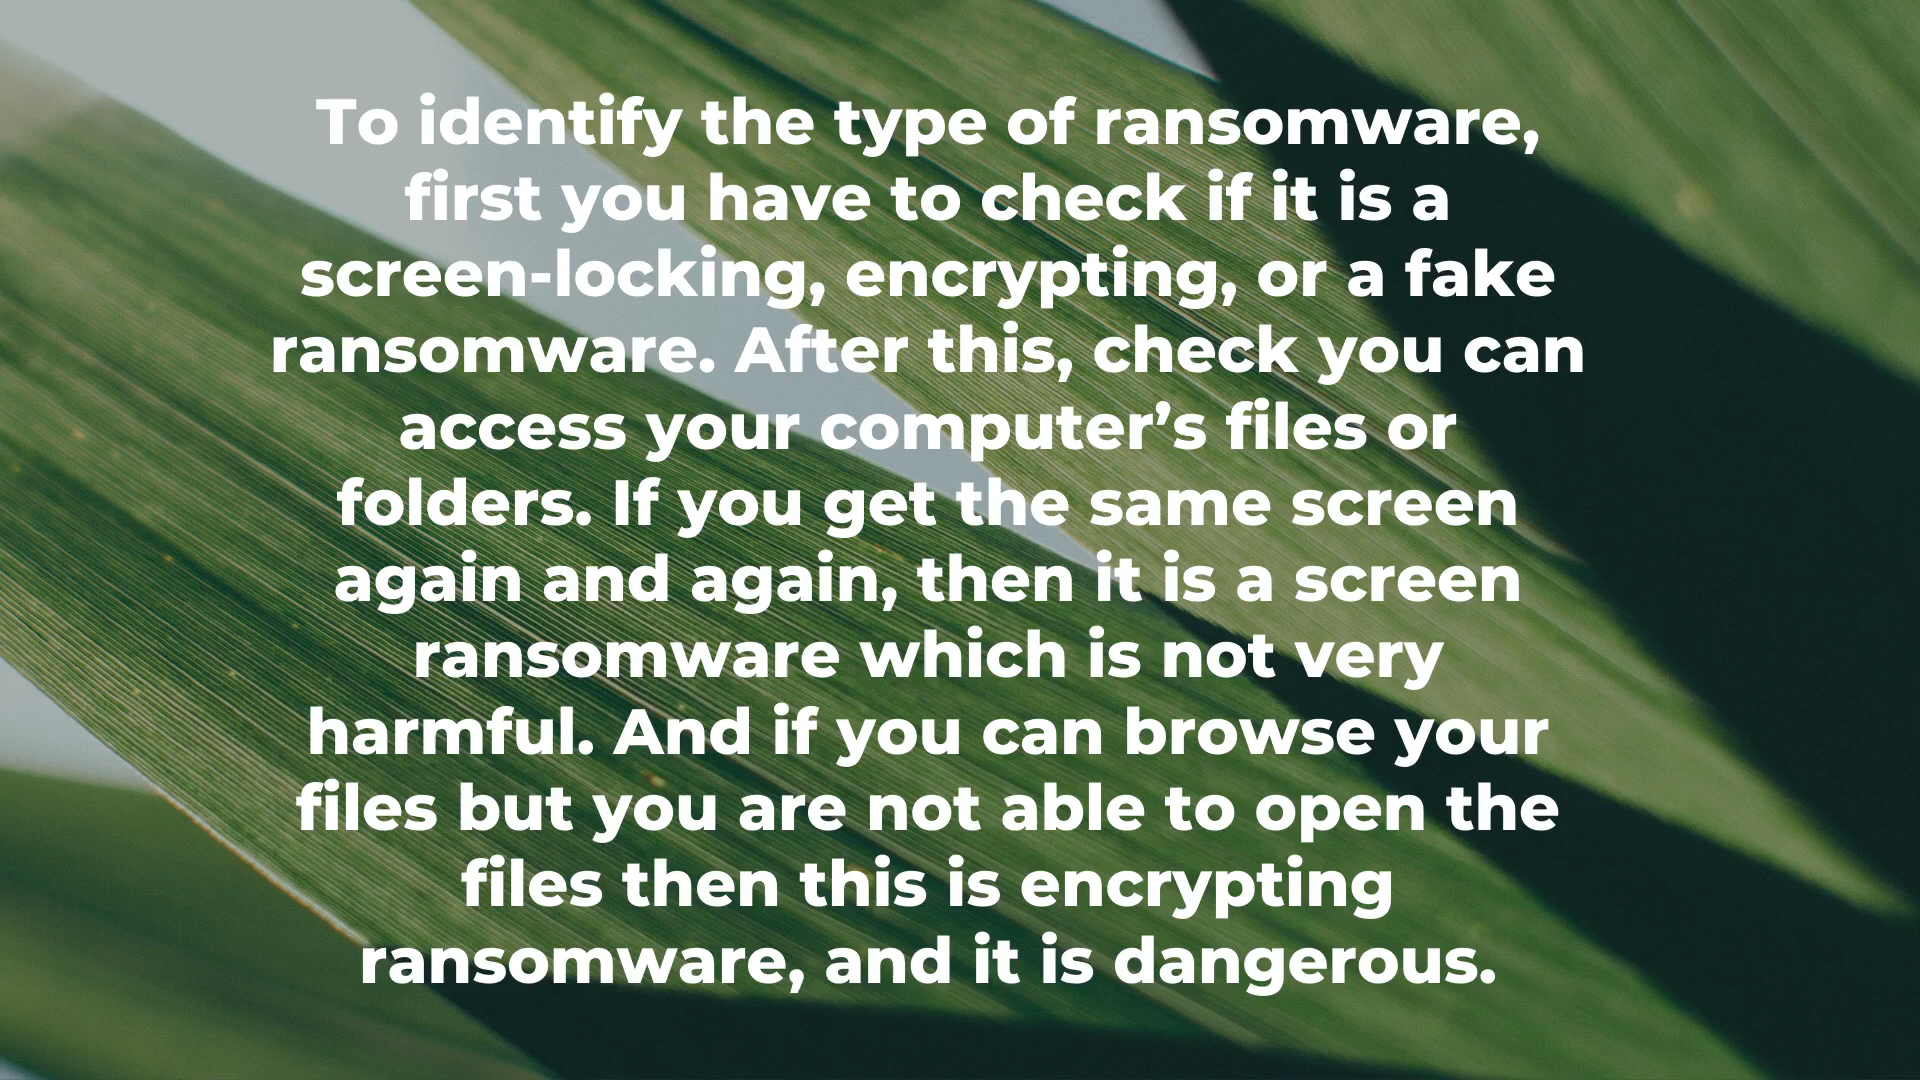 To identify the type of ransomware,
first you have to check if it is a
screen-locking, encrypting, or a fake
ransomware. After this, check you can
access your computer’s files or
folders. If you get the same screen
again and again, then it is a screen
ransomware which is not very
harmful. And if you can browse your
files but you are not able to open the
files then this is encrypting
ransomware, and it is dangerous.